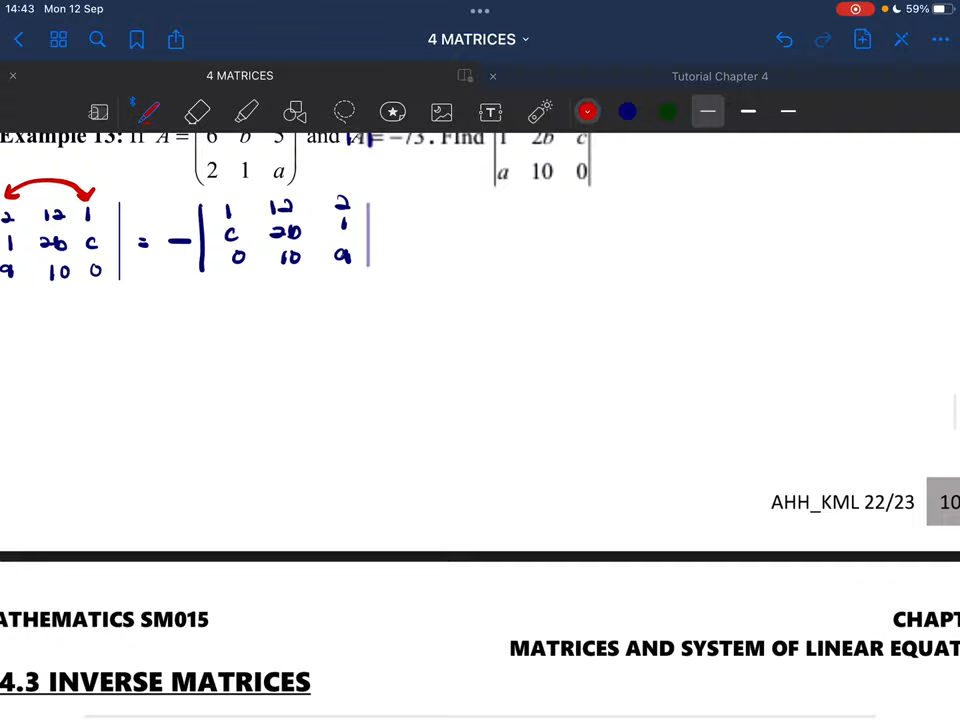 14:43 Mon 12 Sep
59%
4 MATRICES
4 MATRICES
Tutorial Chapter 4
Example 13: If A = 6 b 5 and |A| = −73. Find 1 2b c
2 1 a
a 10 0
2 12 1
1 2b c
a 10 0
= −
1 12 2
c 2b 1
0 10 a
AHH_KML 22/23 10
ATHEMATICS SM015
CHAPT
MATRICES AND SYSTEM OF LINEAR EQUAT
4.3 INVERSE MATRICES